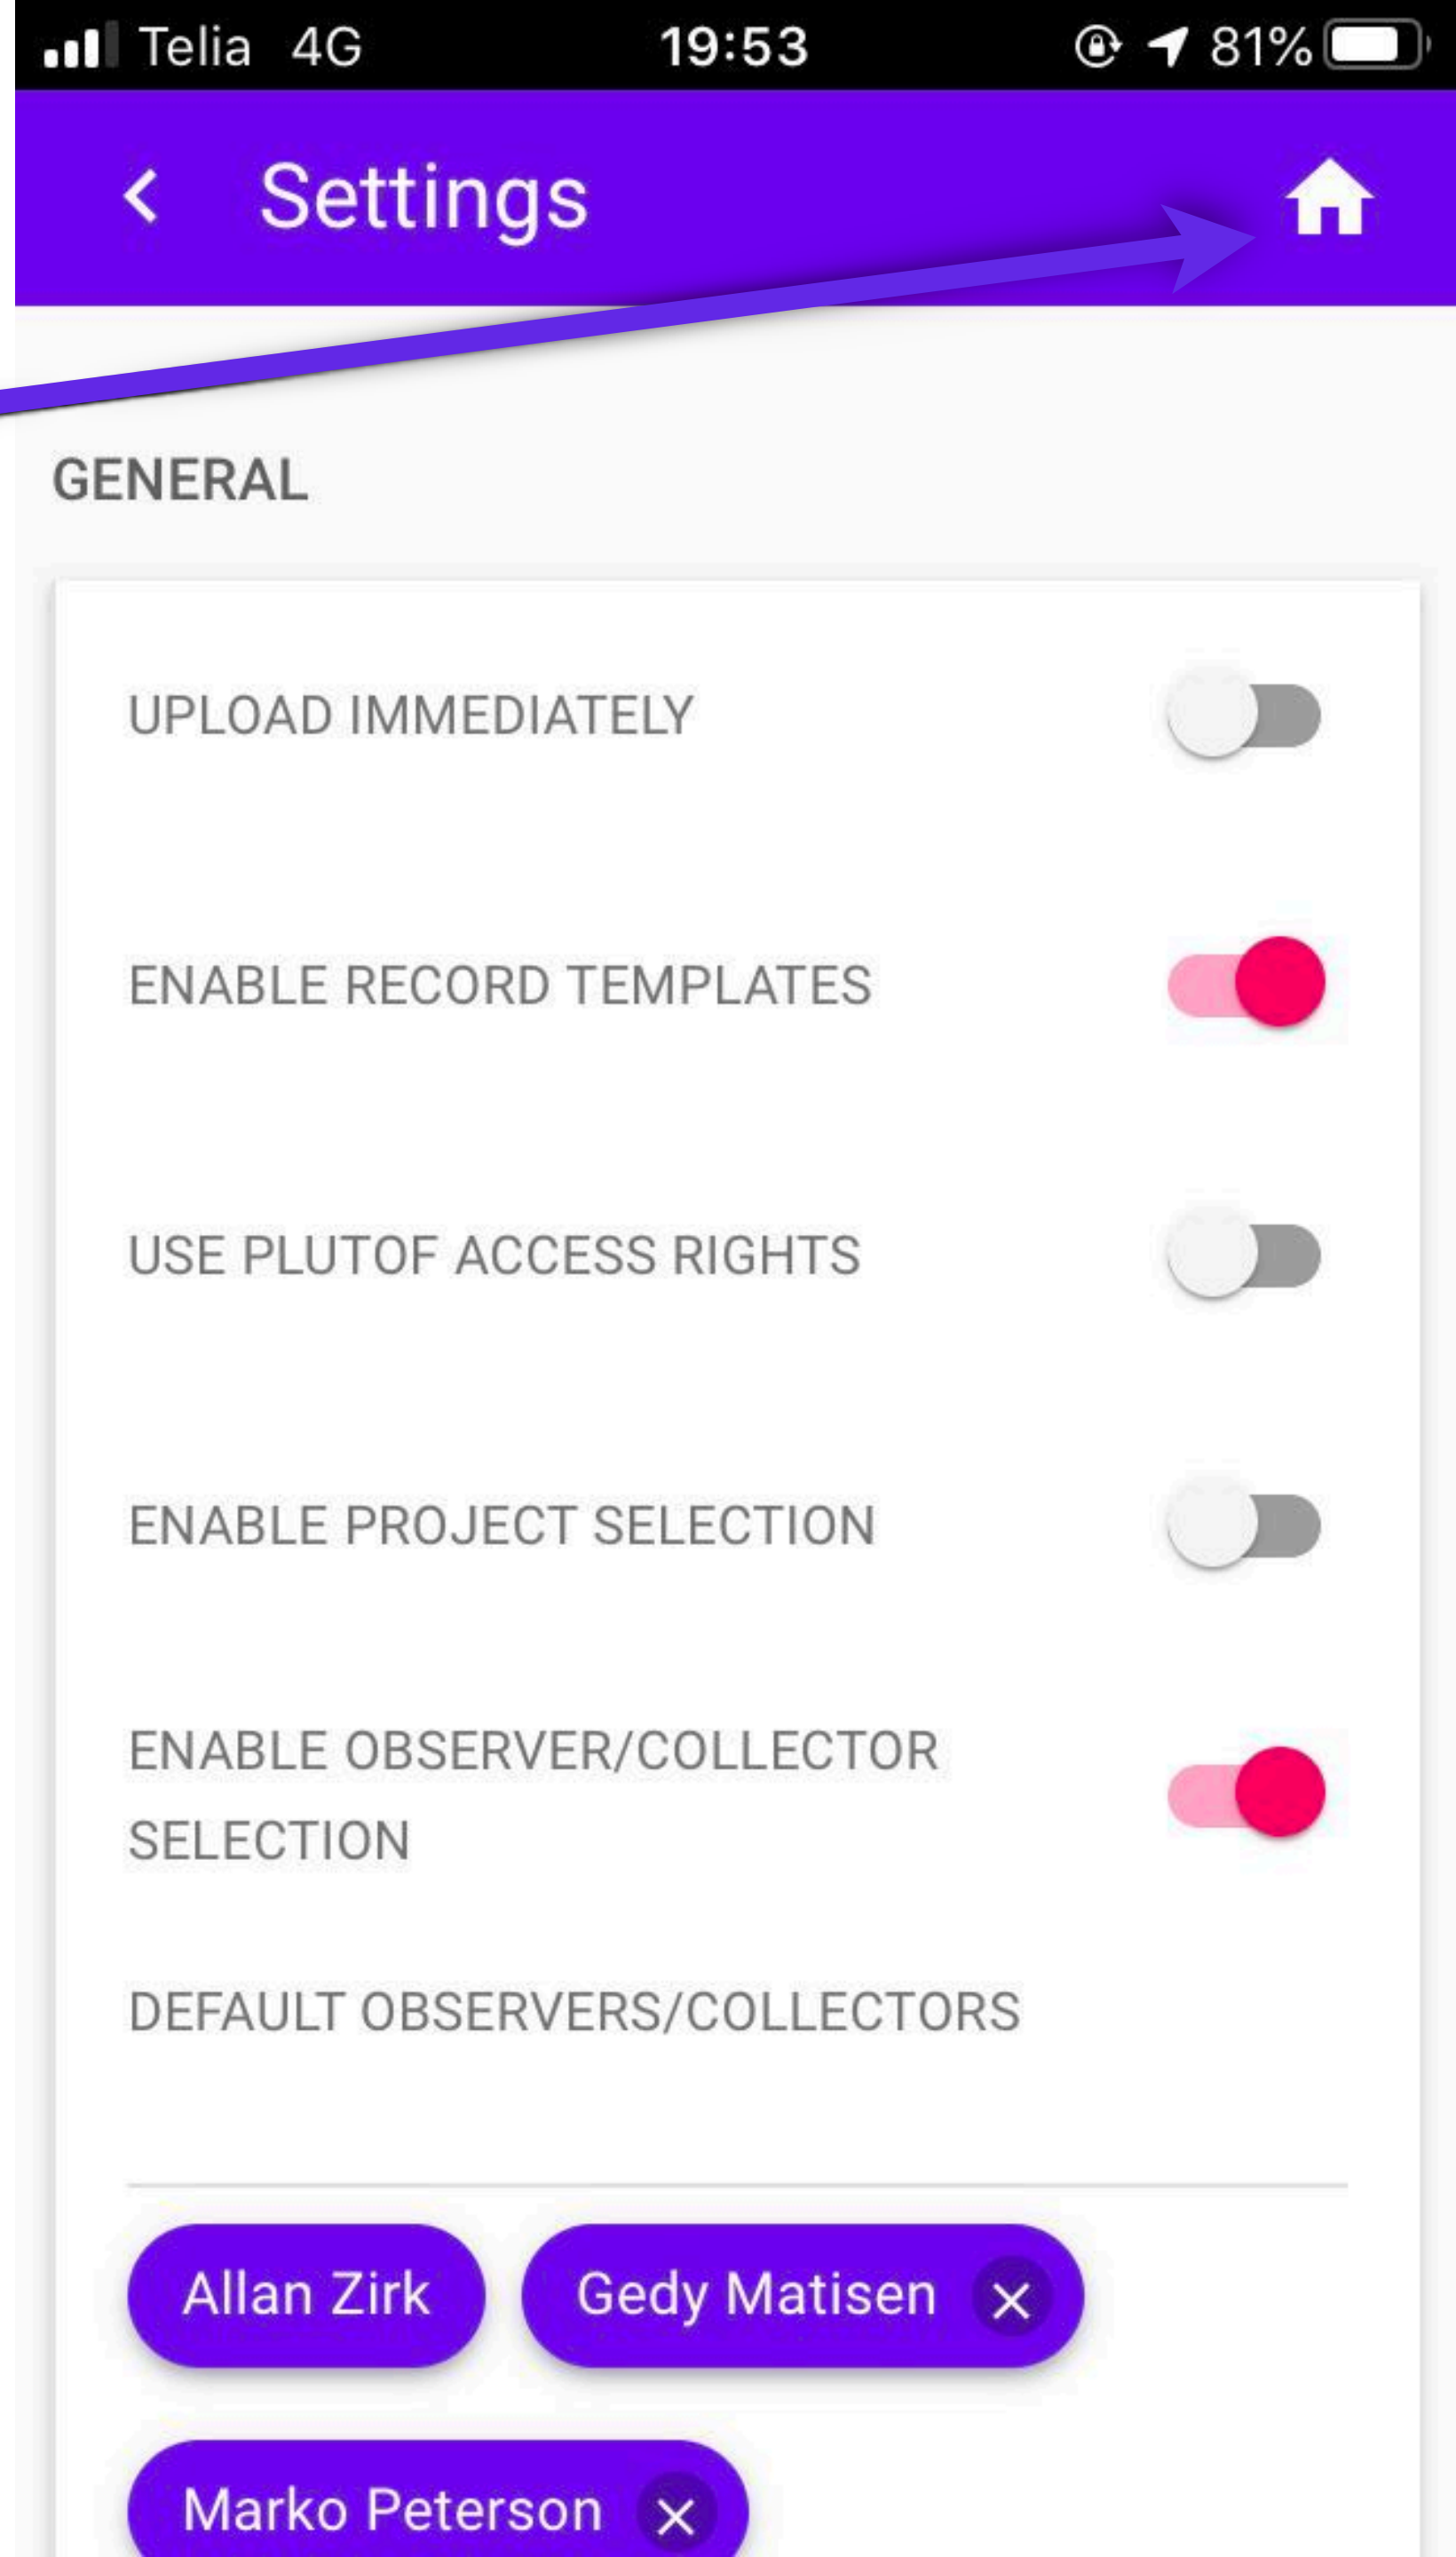 Telia 4G 19:53 81%
Settings
GENERAL
UPLOAD IMMEDIATELY
ENABLE RECORD TEMPLATES
USE PLUTOF ACCESS RIGHTS
ENABLE PROJECT SELECTION
ENABLE OBSERVER/COLLECTOR
SELECTION
DEFAULT OBSERVERS/COLLECTORS
Allan Zirk Gedy Matisen
Marko Peterson